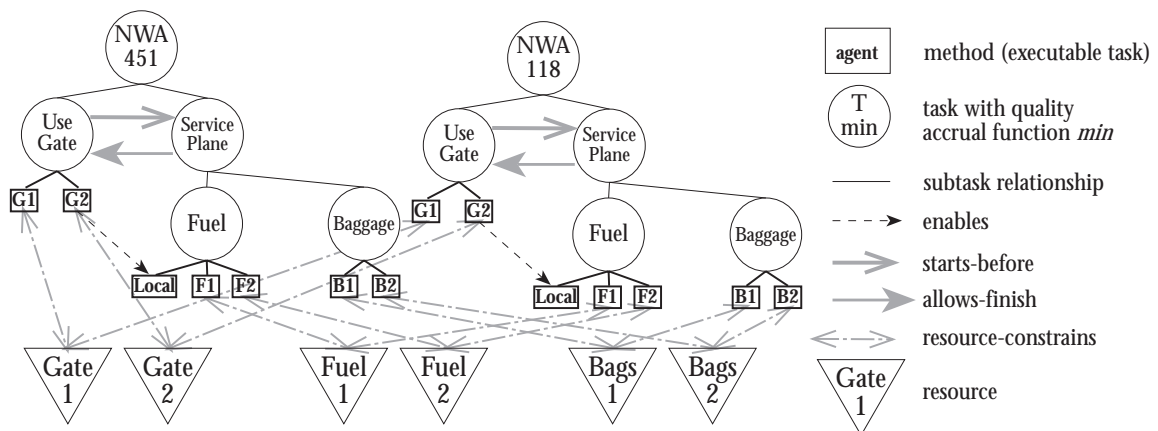 NWA
451
NWA
118
Use
Gate
Service
Plane
Use
Gate
Service
Plane
G1
G2
Fuel
Baggage
G1
G2
Fuel
Baggage
Local
F1
F2
B1
B2
Local
F1
F2
B1
B2
Gate
1
Gate
2
Fuel
1
Fuel
2
Bags
1
Bags
2
agent
method (executable task)
T
min
task with quality
accrual function min
subtask relationship
enables
starts-before
allows-finish
resource-constrains
Gate
1
resource